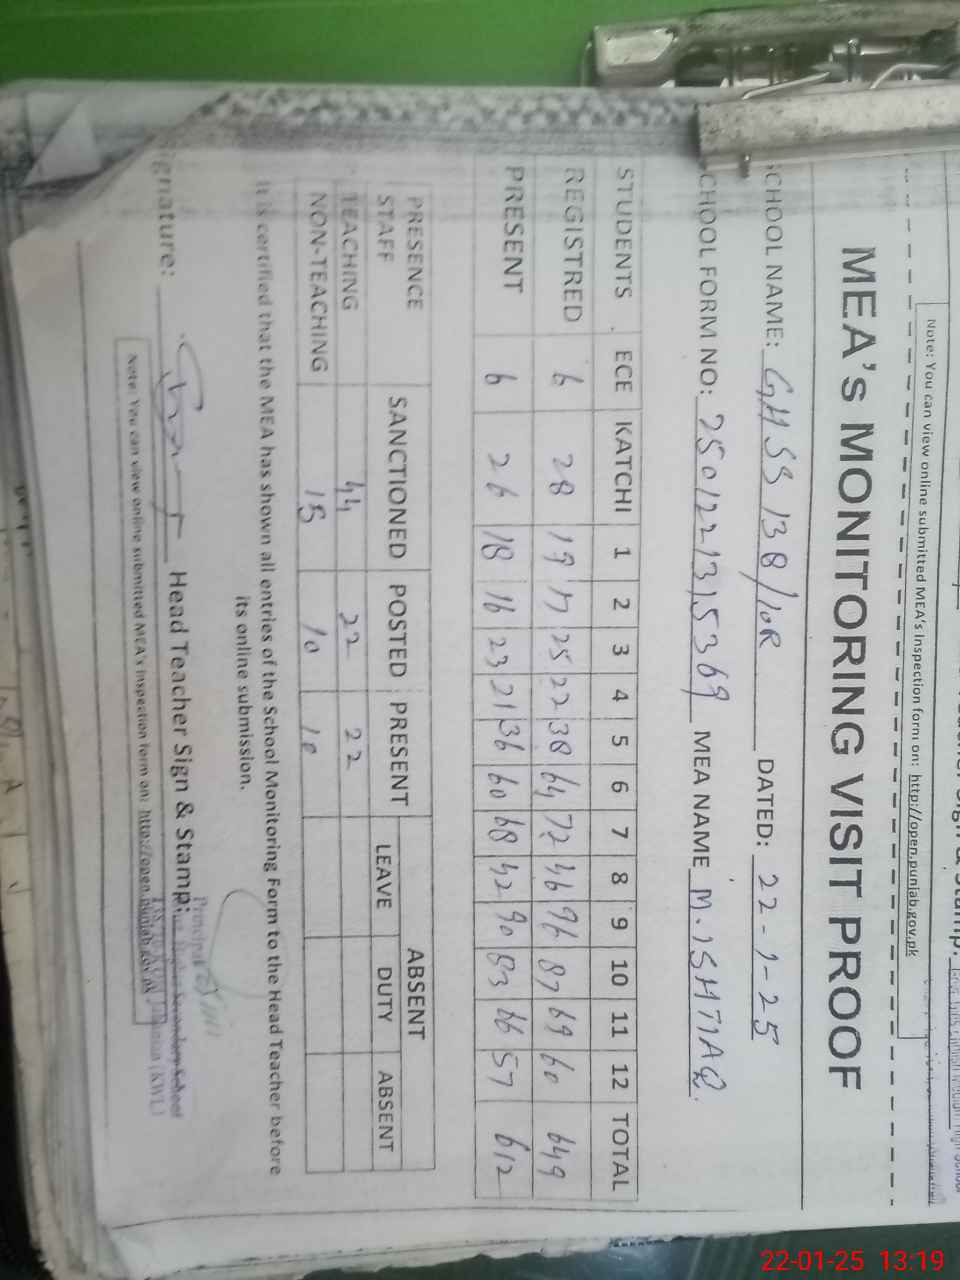 Note: You can view online submitted MEA's Inspection form on: http://open.punjab.gov.pk
MEA's MONITORING VISIT PROOF
SCHOOL NAME: GHSS 138/10R DATED: 22-1-25
SCHOOL FORM NO: 2501221315369 MEA NAME M. ISHTIAQ.
STUDENTS ECE KATCHI 1 2 3 4 5 6 7 8 9 10 11 12 TOTAL
REGISTRED 6 28 19 17 25 22 38 64 72 46 96 87 69 60 649
PRESENT 6 26 18 16 23 21 36 60 68 42 90 83 66 57 612
PRESENCE STAFF SANCTIONED POSTED PRESENT ABSENT
LEAVE DUTY ABSENT
TEACHING 44 22 22
NON-TEACHING 15 10 10
It is certified that the MEA has shown all entries of the School Monitoring Form to the Head Teacher before
its online submission.
Signature: Head Teacher Sign & Stamp:
Principal
Note: You can view online submitted MEA's Inspection form on: http://open.punjab.gov.pk
22-01-25 13:19